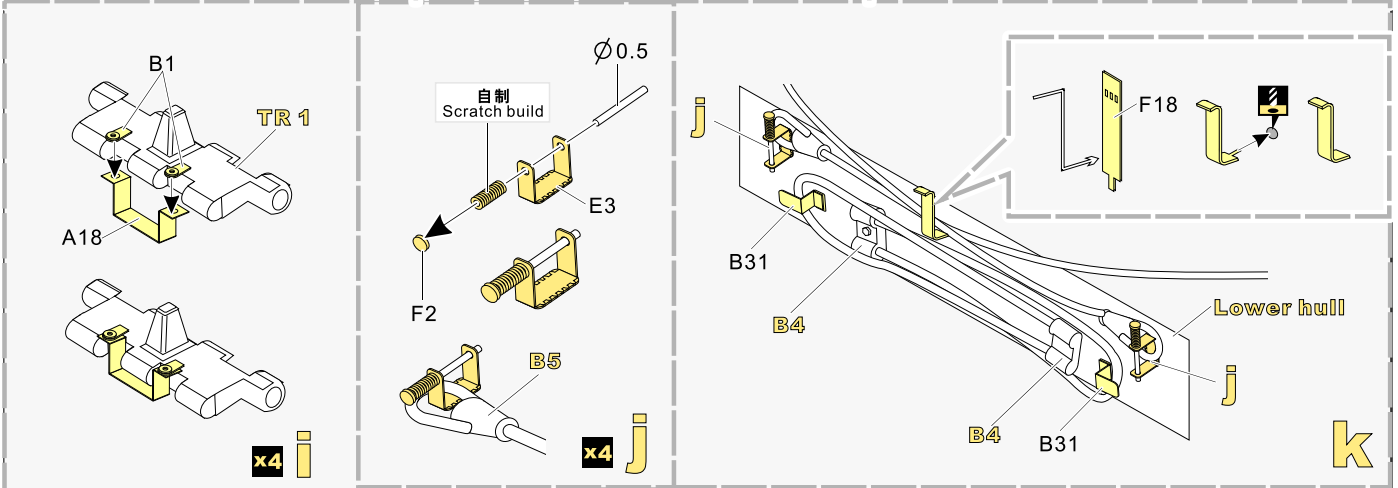 B1
TR 1
A18
x4 i
Ø0.5
自制
Scratch build
E3
F2
B5
x4 j
F18
j
B31
B4
Lower hull
j
B4
B31
k